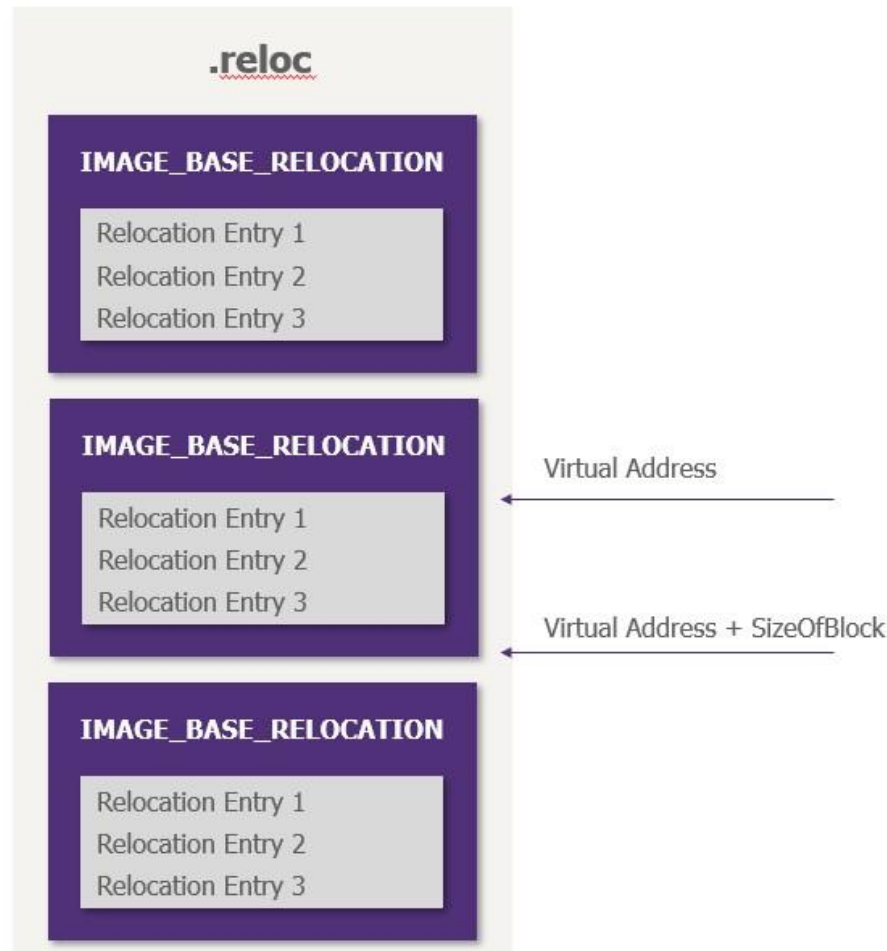 .reloc
IMAGE_BASE_RELOCATION
Relocation Entry 1
Relocation Entry 2
Relocation Entry 3
IMAGE_BASE_RELOCATION
Relocation Entry 1
Relocation Entry 2
Relocation Entry 3
Virtual Address
Virtual Address + SizeOfBlock
IMAGE_BASE_RELOCATION
Relocation Entry 1
Relocation Entry 2
Relocation Entry 3